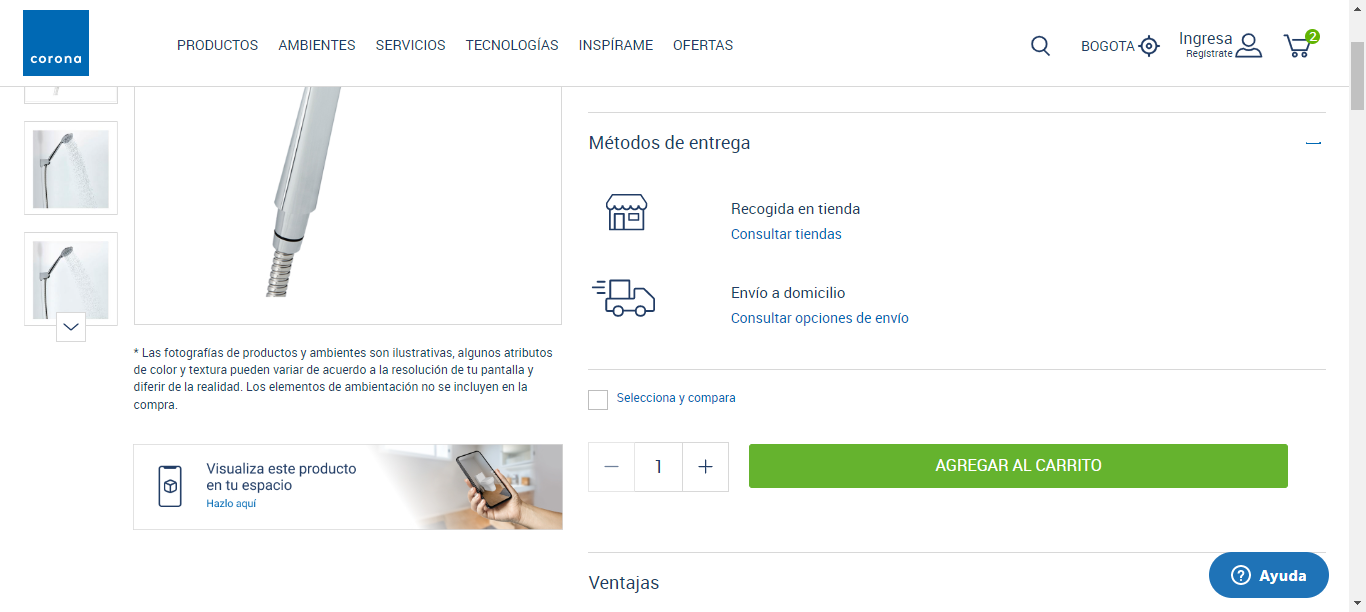 corona
PRODUCTOS AMBIENTES SERVICIOS TECNOLOGÍAS INSPÍRAME OFERTAS
BOGOTA
Ingresa
Regístrate
2
Métodos de entrega
Recogida en tienda
Consultar tiendas
Envío a domicilio
Consultar opciones de envío
* Las fotografías de productos y ambientes son ilustrativas, algunos atributos
de color y textura pueden variar de acuerdo a la resolución de tu pantalla y
diferir de la realidad. Los elementos de ambientación no se incluyen en la
compra.
Selecciona y compara
Visualiza este producto
en tu espacio
Hazlo aquí
− 1 +
AGREGAR AL CARRITO
Ventajas
? Ayuda